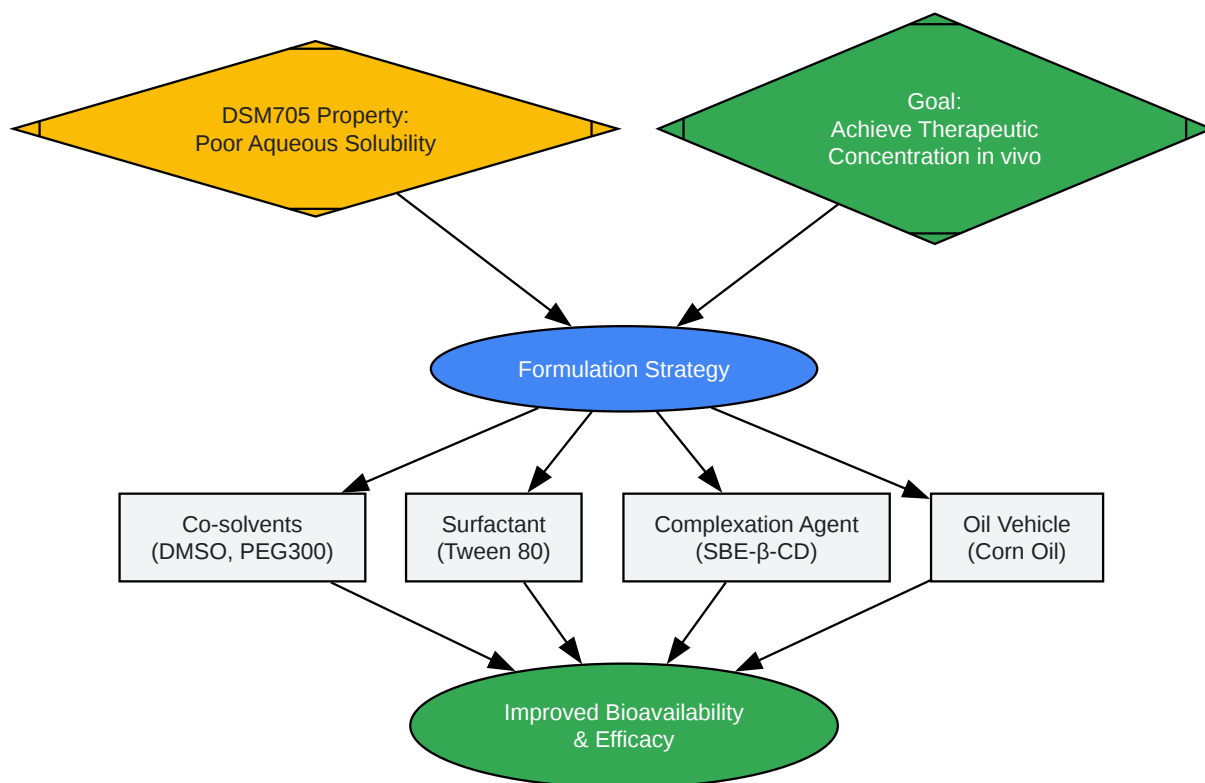 DSM705 Property:
Poor Aqueous Solubility
Goal:
Achieve Therapeutic
Concentration in vivo
Formulation Strategy
Co-solvents
(DMSO, PEG300)
Surfactant
(Tween 80)
Complexation Agent
(SBE-β-CD)
Oil Vehicle
(Corn Oil)
Improved Bioavailability
& Efficacy